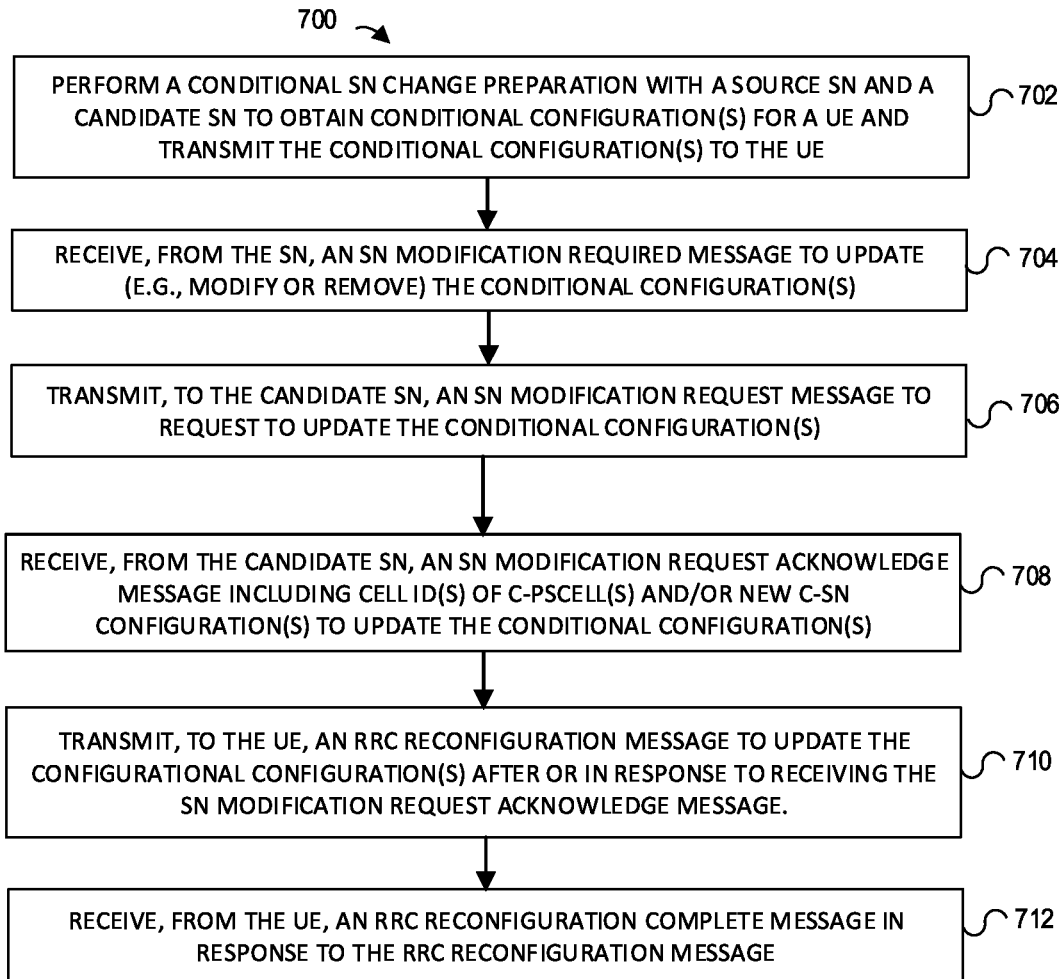 700
PERFORM A CONDITIONAL SN CHANGE PREPARATION WITH A SOURCE SN AND A
CANDIDATE SN TO OBTAIN CONDITIONAL CONFIGURATION(S) FOR A UE AND
TRANSMIT THE CONDITIONAL CONFIGURATION(S) TO THE UE
702
RECEIVE, FROM THE SN, AN SN MODIFICATION REQUIRED MESSAGE TO UPDATE
(E.G., MODIFY OR REMOVE) THE CONDITIONAL CONFIGURATION(S)
704
TRANSMIT, TO THE CANDIDATE SN, AN SN MODIFICATION REQUEST MESSAGE TO
REQUEST TO UPDATE THE CONDITIONAL CONFIGURATION(S)
706
RECEIVE, FROM THE CANDIDATE SN, AN SN MODIFICATION REQUEST ACKNOWLEDGE
MESSAGE INCLUDING CELL ID(S) OF C-PSCELL(S) AND/OR NEW C-SN
CONFIGURATION(S) TO UPDATE THE CONDITIONAL CONFIGURATION(S)
708
TRANSMIT, TO THE UE, AN RRC RECONFIGURATION MESSAGE TO UPDATE THE
CONFIGURATIONAL CONFIGURATION(S) AFTER OR IN RESPONSE TO RECEIVING THE
SN MODIFICATION REQUEST ACKNOWLEDGE MESSAGE.
710
RECEIVE, FROM THE UE, AN RRC RECONFIGURATION COMPLETE MESSAGE IN
RESPONSE TO THE RRC RECONFIGURATION MESSAGE
712